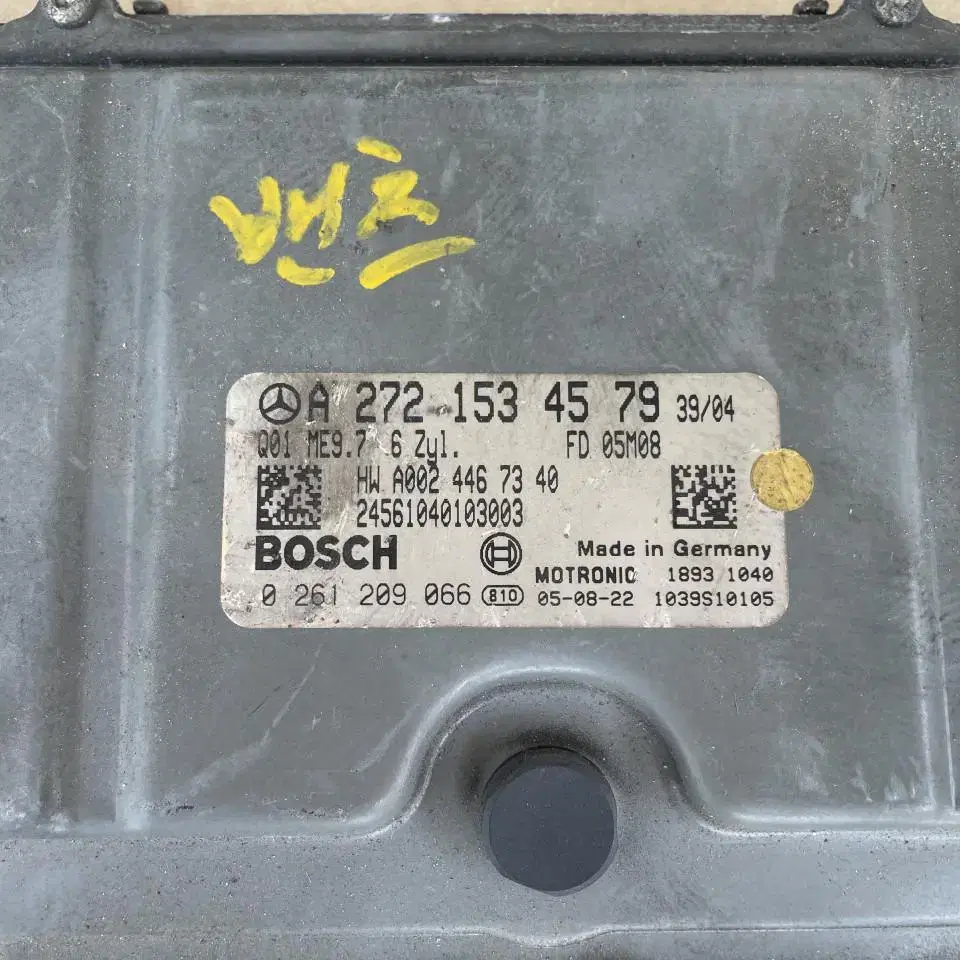 벤츠
A 272 153 45 79 39/04
Q01 ME9.7 6 Zyl. FD 05M08
HW A002 446 73 40
24561040103003
BOSCH Made in Germany
MOTRONIC 1893 1040
0 261 209 066 810 05-08-22 1039S10105